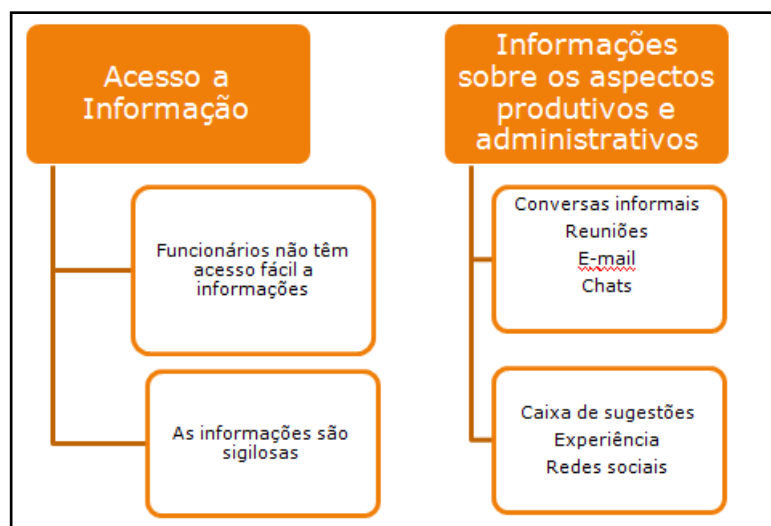 Acesso a
Informação
Funcionários não têm
acesso fácil a
informações
As informações são
sigilosas
Informações
sobre os aspectos
produtivos e
administrativos
Conversas informais
Reuniões
E-mail
Chats
Caixa de sugestões
Experiência
Redes sociais